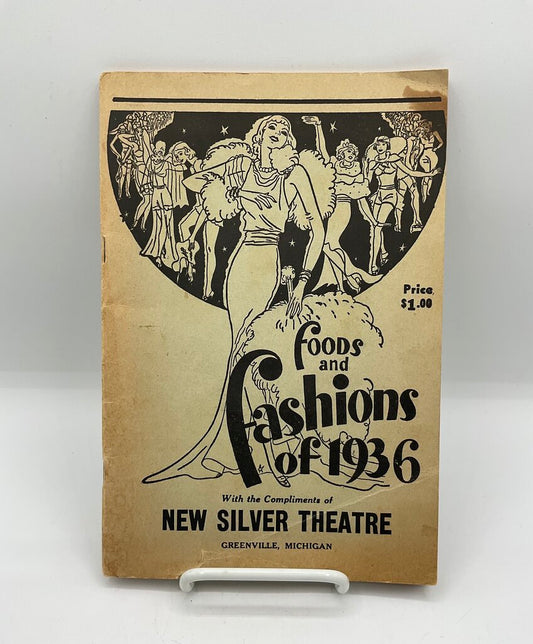 Price
$1.00
foods
and
fashions
of 1936
With the Compliments of
NEW SILVER THEATRE
GREENVILLE, MICHIGAN